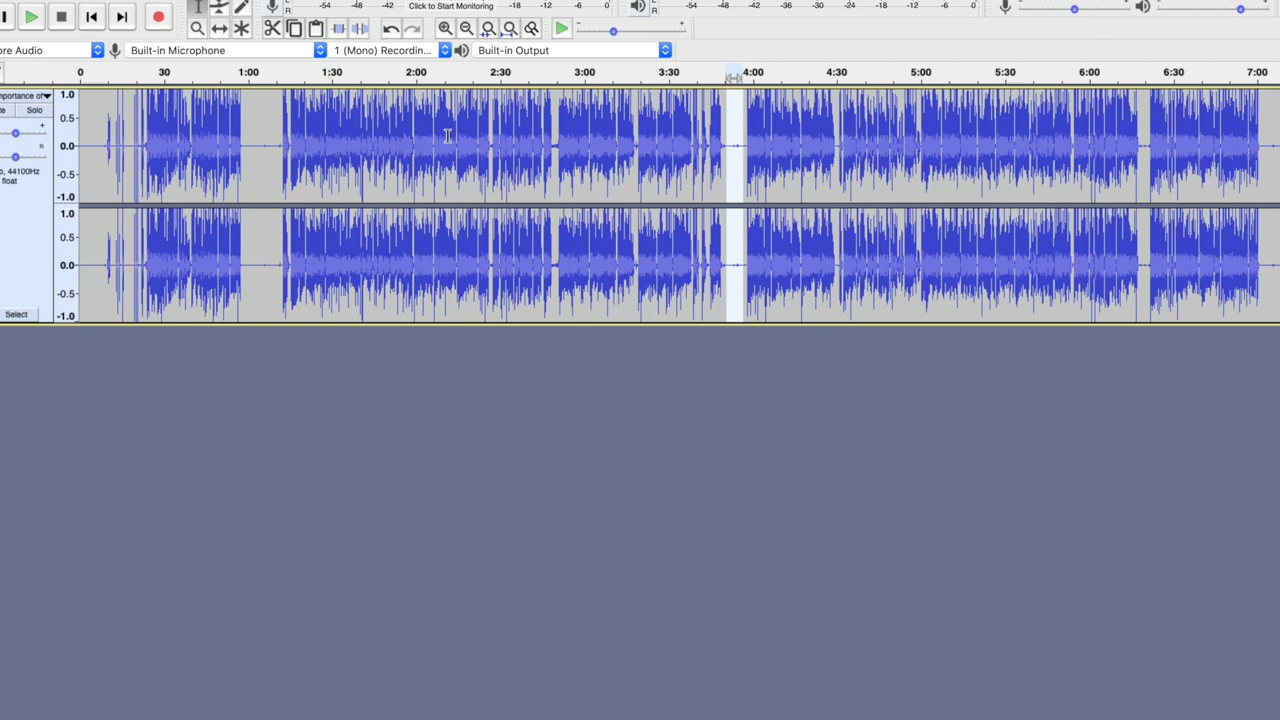 L
R
-54 -48 -42 Click to Start Monitoring -18 -12 -6 0
L
R
-54 -48 -42 -36 -30 -24 -18 -12 -6 0
- +
- +
- +
ore Audio Built-in Microphone 1 (Mono) Recordin... Built-in Output
0 30 1:00 1:30 2:00 2:30 3:00 3:30 4:00 4:30 5:00 5:30 6:00 6:30 7:00
mportance of
te Solo
+
R
o, 44100Hz
float
Select
1.0
0.5
0.0
-0.5
-1.0
1.0
0.5
0.0
-0.5
-1.0